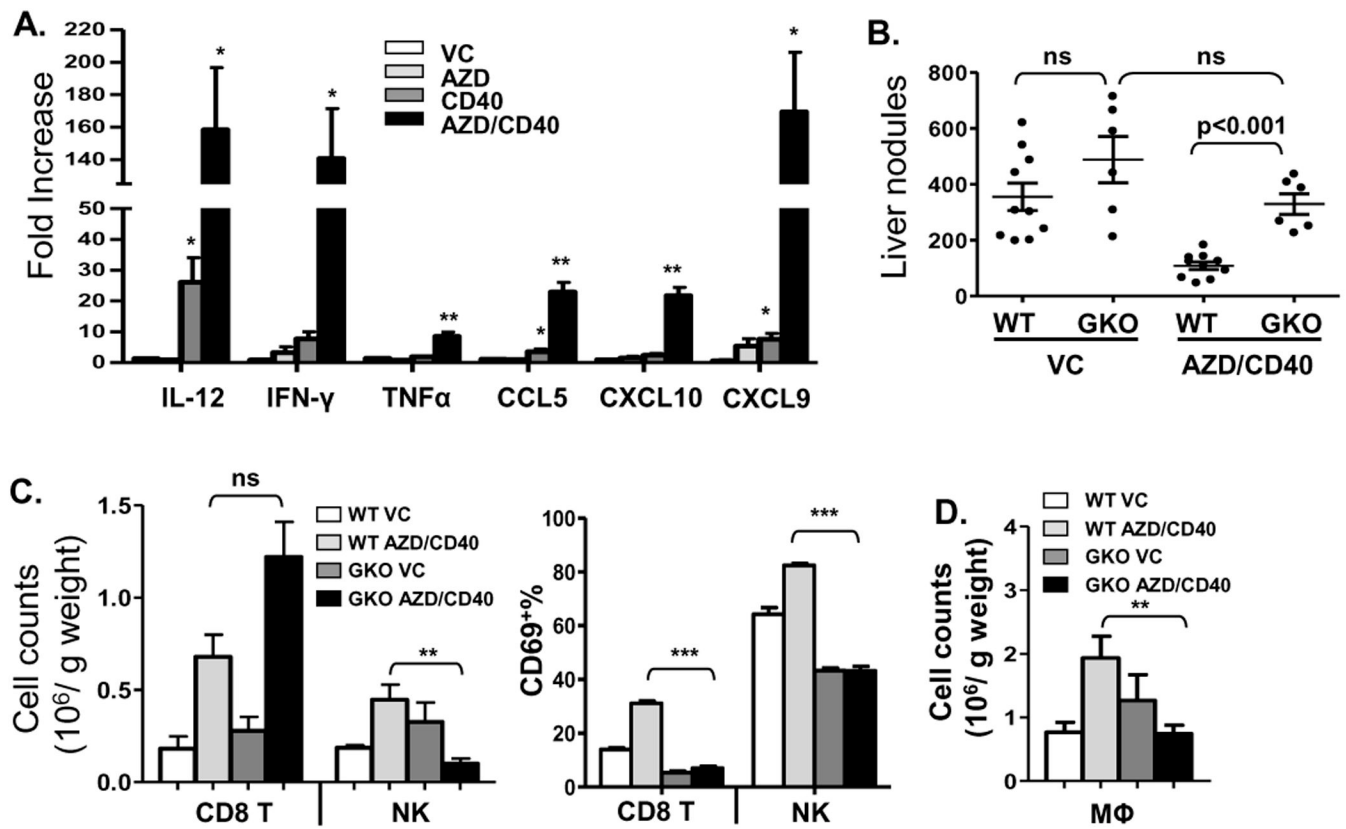 A.
Fold Increase
220
200
180
160
140
120
50
40
30
20
10
0
VC
AZD
CD40
AZD/CD40
* * * ** * ** * *
IL-12 IFN-γ TNFα CCL5 CXCL10 CXCL9
B.
Liver nodules
800
600
400
200
0
ns ns
p<0.001
WT GKO WT GKO
VC AZD/CD40
C.
Cell counts
(10⁶/ g weight)
1.5
1.0
0.5
0.0
ns
**
WT VC
WT AZD/CD40
GKO VC
GKO AZD/CD40
CD8 T NK
CD69⁺%
100
80
60
40
20
0
***
***
CD8 T NK
D.
Cell counts
(10⁶/ g weight)
4
3
2
1
0
WT VC
WT AZD/CD40
GKO VC
GKO AZD/CD40
**
MΦ